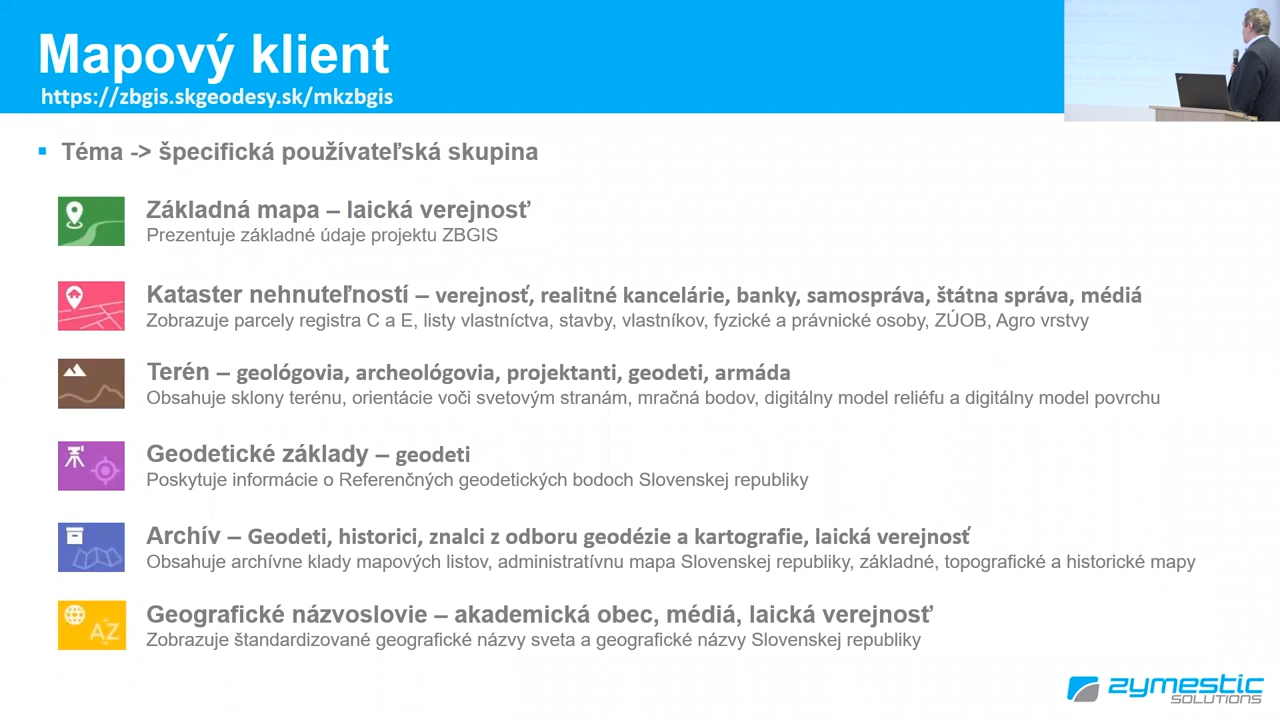 Mapový klient
https://zbgis.skgeodesy.sk/mkzbgis
Téma -> špecifická používateľská skupina
Základná mapa – laická verejnosť
Prezentuje základné údaje projektu ZBGIS
Kataster nehnuteľností – verejnosť, realitné kancelárie, banky, samospráva, štátna správa, médiá
Zobrazuje parcely registra C a E, listy vlastníctva, stavby, vlastníkov, fyzické a právnické osoby, ZÚOB, Agro vrstvy
Terén – geológovia, archeológovia, projektanti, geodeti, armáda
Obsahuje sklony terénu, orientácie voči svetovým stranám, mračná bodov, digitálny model reliéfu a digitálny model povrchu
Geodetické základy – geodeti
Poskytuje informácie o Referenčných geodetických bodoch Slovenskej republiky
Archív – Geodeti, historici, znalci z odboru geodézie a kartografie, laická verejnosť
Obsahuje archívne klady mapových listov, administratívnu mapa Slovenskej republiky, základné, topografické a historické mapy
Geografické názvoslovie – akademická obec, médiá, laická verejnosť
AZ
Zobrazuje štandardizované geografické názvy sveta a geografické názvy Slovenskej republiky
zymestic
SOLUTIONS